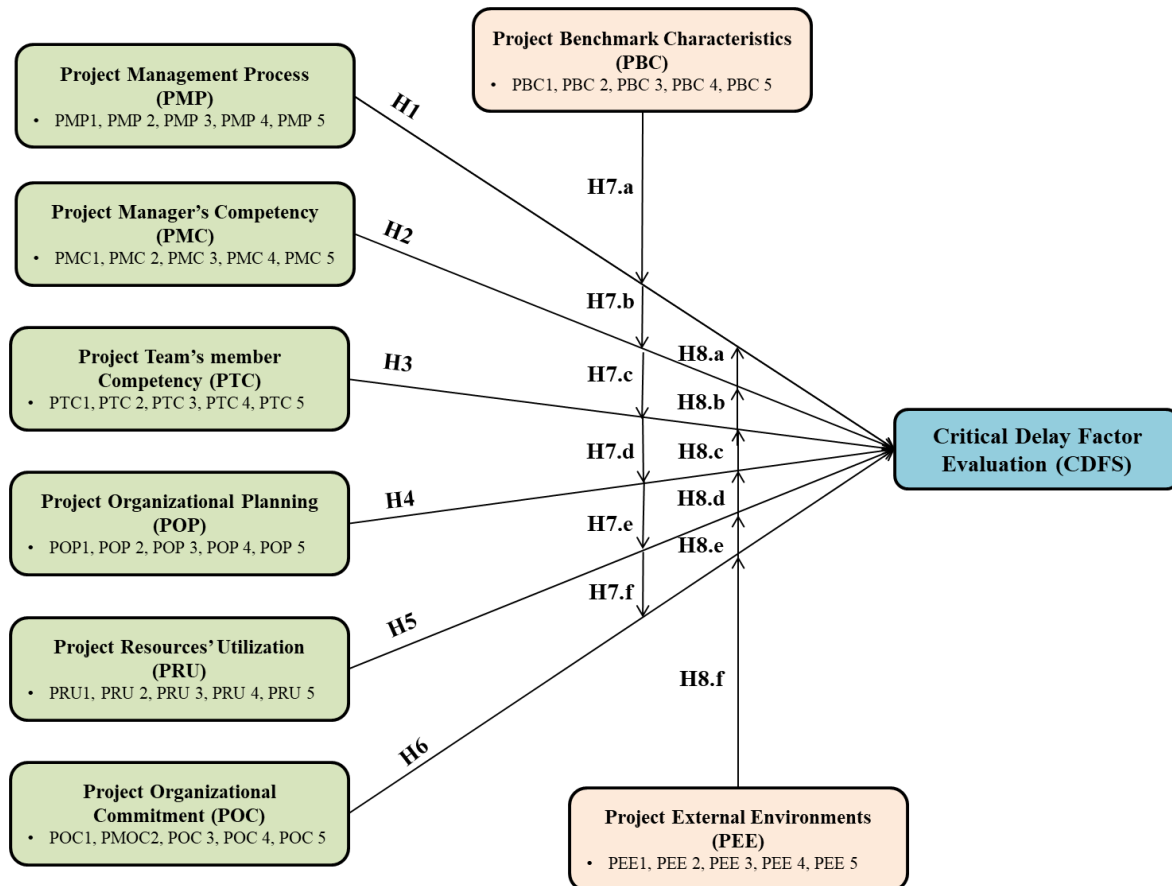 Project Management Process
(PMP)
• PMP1, PMP 2, PMP 3, PMP 4, PMP 5
Project Manager's Competency
(PMC)
• PMC1, PMC 2, PMC 3, PMC 4, PMC 5
Project Team's member
Competency (PTC)
• PTC1, PTC 2, PTC 3, PTC 4, PTC 5
Project Organizational Planning
(POP)
• POP1, POP 2, POP 3, POP 4, POP 5
Project Resources' Utilization
(PRU)
• PRU1, PRU 2, PRU 3, PRU 4, PRU 5
Project Organizational
Commitment (POC)
• POC1, PMOC2, POC 3, POC 4, POC 5
H1
H2
H3
H4
H5
H6
Project Benchmark Characteristics
(PBC)
• PBC1, PBC 2, PBC 3, PBC 4, PBC 5
H7.a
H7.b
H7.c
H7.d
H7.e
H7.f
H8.a
H8.b
H8.c
H8.d
H8.e
H8.f
Project External Environments
(PEE)
• PEE1, PEE 2, PEE 3, PEE 4, PEE 5
Critical Delay Factor
Evaluation (CDFS)